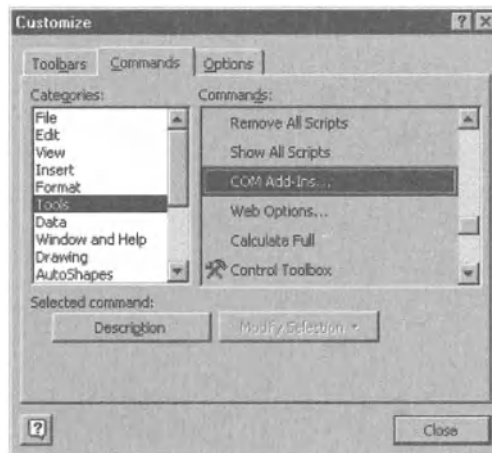 Customize
Toolbars Commands Options
Categories:
File
Edit
View
Insert
Format
Tools
Data
Window and Help
Drawing
AutoShapes
Commands:
Remove All Scripts
Show All Scripts
COM Add-Ins...
Web Options...
Calculate Full
Control Toolbox
Selected command:
Description
Modify Selection
Close